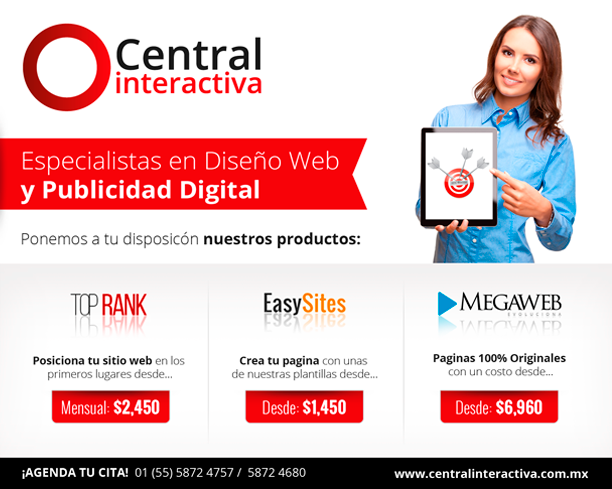 Central
interactiva
Especialistas en Diseño Web
y Publicidad Digital
Ponemos a tu disposicón nuestros productos:
TOP RANK
Posiciona tu sitio web en los
primeros lugares desde...
Mensual: $2,450
EasySites
Crea tu pagina con unas
de nuestras plantillas desde...
Desde: $1,450
MEGAWEB
EVOLUCIONA
Paginas 100% Originales
con un costo desde...
Desde: $6,960
¡AGENDA TU CITA! 01 (55) 5872 4757 / 5872 4680
www.centralinteractiva.com.mx